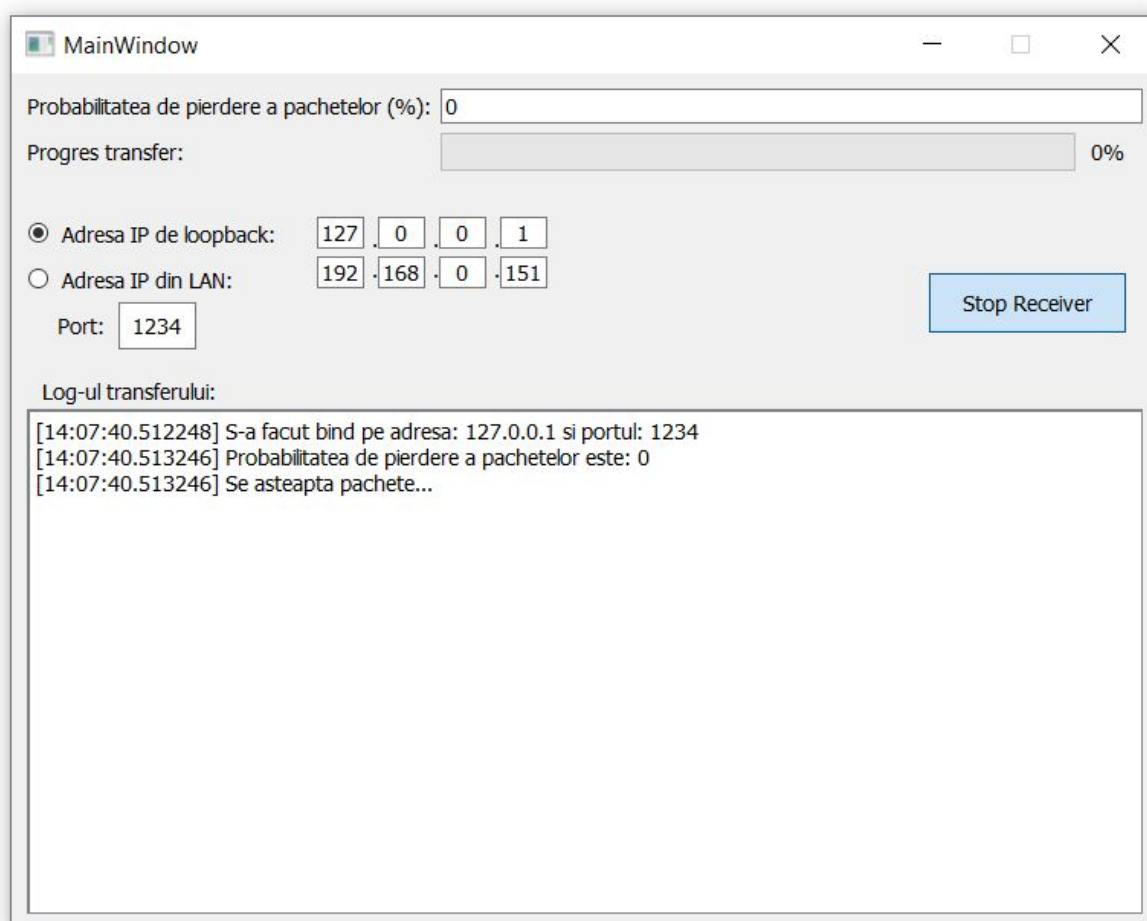 MainWindow
Probabilitatea de pierdere a pachetelor (%): 0
Progres transfer: 0%
Adresa IP de loopback: 127 . 0 . 0 . 1
Adresa IP din LAN: 192 . 168 . 0 . 151
Stop Receiver
Port: 1234
Log-ul transferului:
[14:07:40.512248] S-a facut bind pe adresa: 127.0.0.1 si portul: 1234
[14:07:40.513246] Probabilitatea de pierdere a pachetelor este: 0
[14:07:40.513246] Se asteapta pachete...